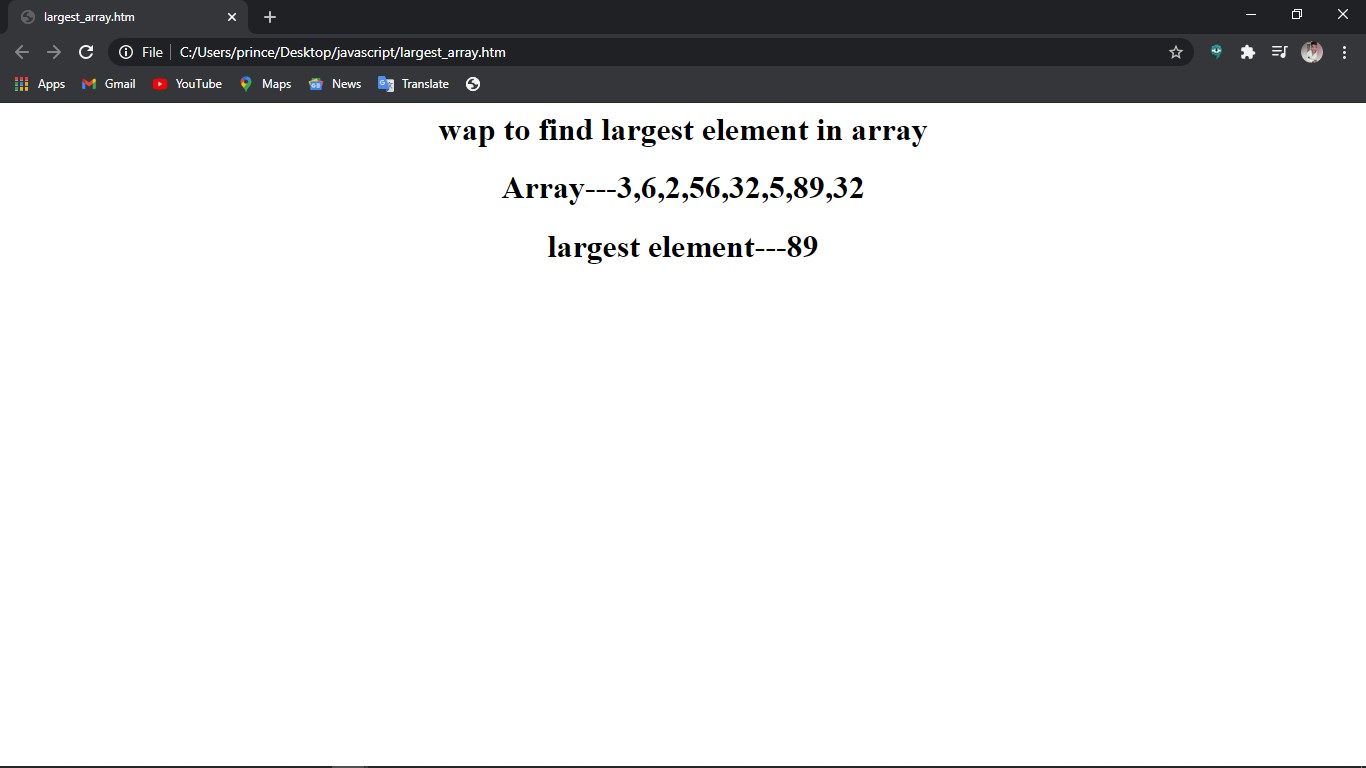 largest_array.htm
File C:/Users/prince/Desktop/javascript/largest_array.htm
Apps Gmail YouTube Maps News Translate
wap to find largest element in array
Array---3,6,2,56,32,5,89,32
largest element---89